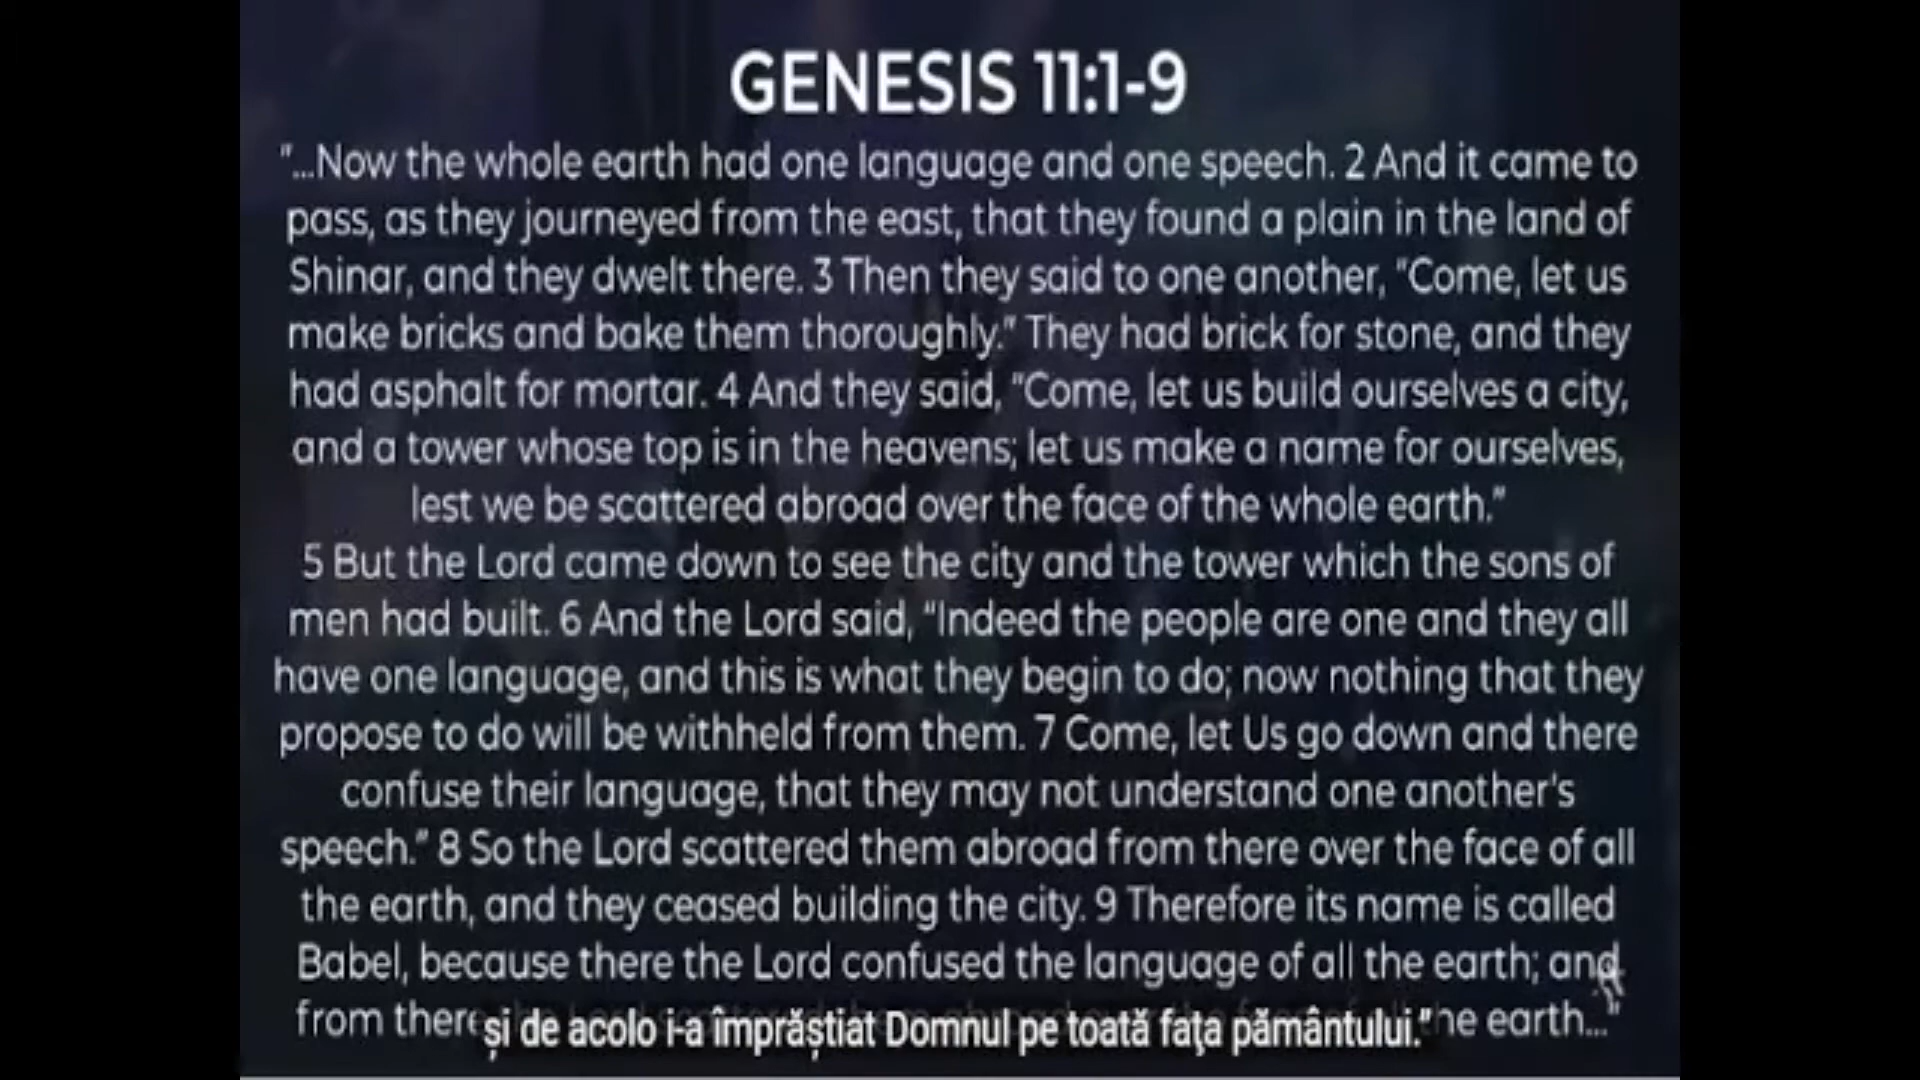 GENESIS 11:1-9
"...Now the whole earth had one language and one speech. 2 And it came to
pass, as they journeyed from the east, that they found a plain in the land of
Shinar, and they dwelt there. 3 Then they said to one another, "Come, let us
make bricks and bake them thoroughly." They had brick for stone, and they
had asphalt for mortar. 4 And they said, "Come, let us build ourselves a city,
and a tower whose top is in the heavens; let us make a name for ourselves,
lest we be scattered abroad over the face of the whole earth."
5 But the Lord came down to see the city and the tower which the sons of
men had built. 6 And the Lord said, "Indeed the people are one and they all
have one language, and this is what they begin to do; now nothing that they
propose to do will be withheld from them. 7 Come, let Us go down and there
confuse their language, that they may not understand one another's
speech." 8 So the Lord scattered them abroad from there over the face of all
the earth, and they ceased building the city. 9 Therefore its name is called
Babel, because there the Lord confused the language of all the earth; and
from there he earth..."
și de acolo i-a împrăștiat Domnul pe toată fața pământului."